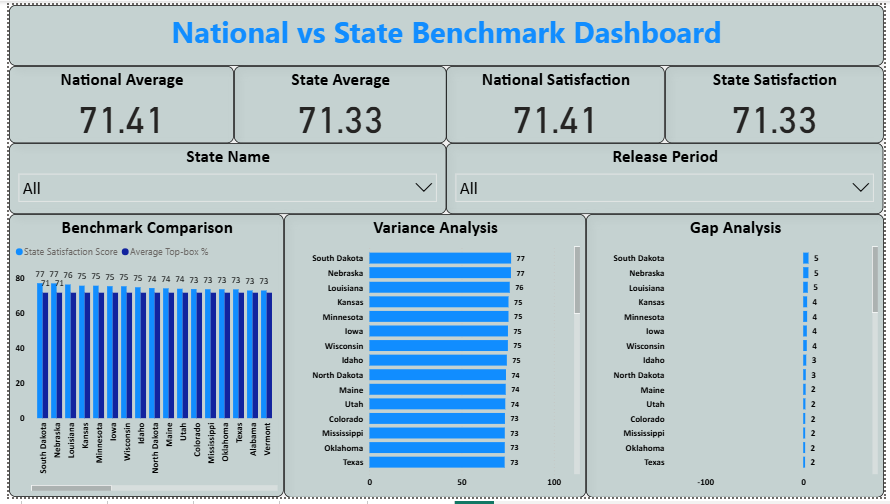 National vs State Benchmark Dashboard
National Average
71.41
State Average
71.33
National Satisfaction
71.41
State Satisfaction
71.33
State Name
All
Release Period
All
Benchmark Comparison
State Satisfaction Score Average Top-box %
80
60
40
20
0
77 77 76 75 75 75 75 75 74 74 74 73 73 73 73 73 73
71 71
South Dakota
Nebraska
Louisiana
Kansas
Minnesota
Iowa
Wisconsin
Idaho
North Dakota
Maine
Utah
Colorado
Mississippi
Oklahoma
Texas
Alabama
Vermont
Variance Analysis
South Dakota 77
Nebraska 77
Louisiana 76
Kansas 75
Minnesota 75
Iowa 75
Wisconsin 75
Idaho 75
North Dakota 74
Maine 74
Utah 74
Colorado 73
Mississippi 73
Oklahoma 73
Texas 73
0 50 100
Gap Analysis
South Dakota 5
Nebraska 5
Louisiana 5
Kansas 4
Minnesota 4
Iowa 4
Wisconsin 4
Idaho 3
North Dakota 3
Maine 2
Utah 2
Colorado 2
Mississippi 2
Oklahoma 2
Texas 2
-100 0